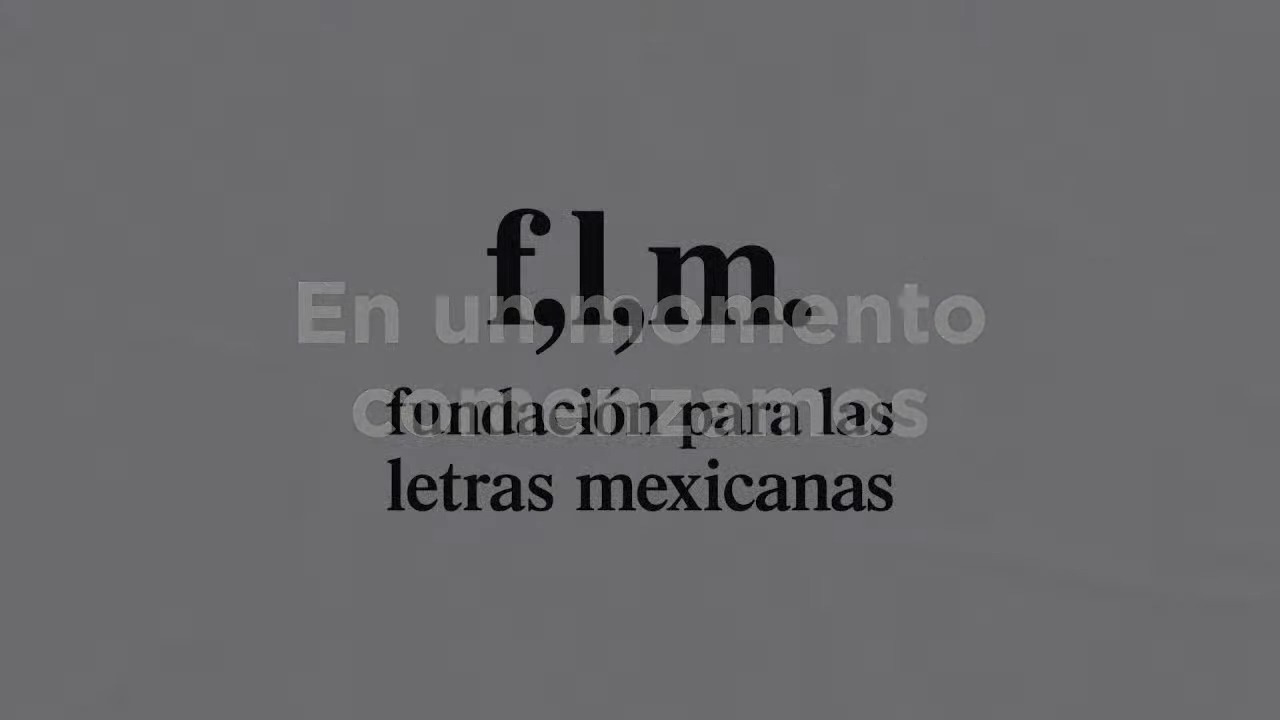 f,l,m.
En un momento
comenzamos
fundación para las
letras mexicanas